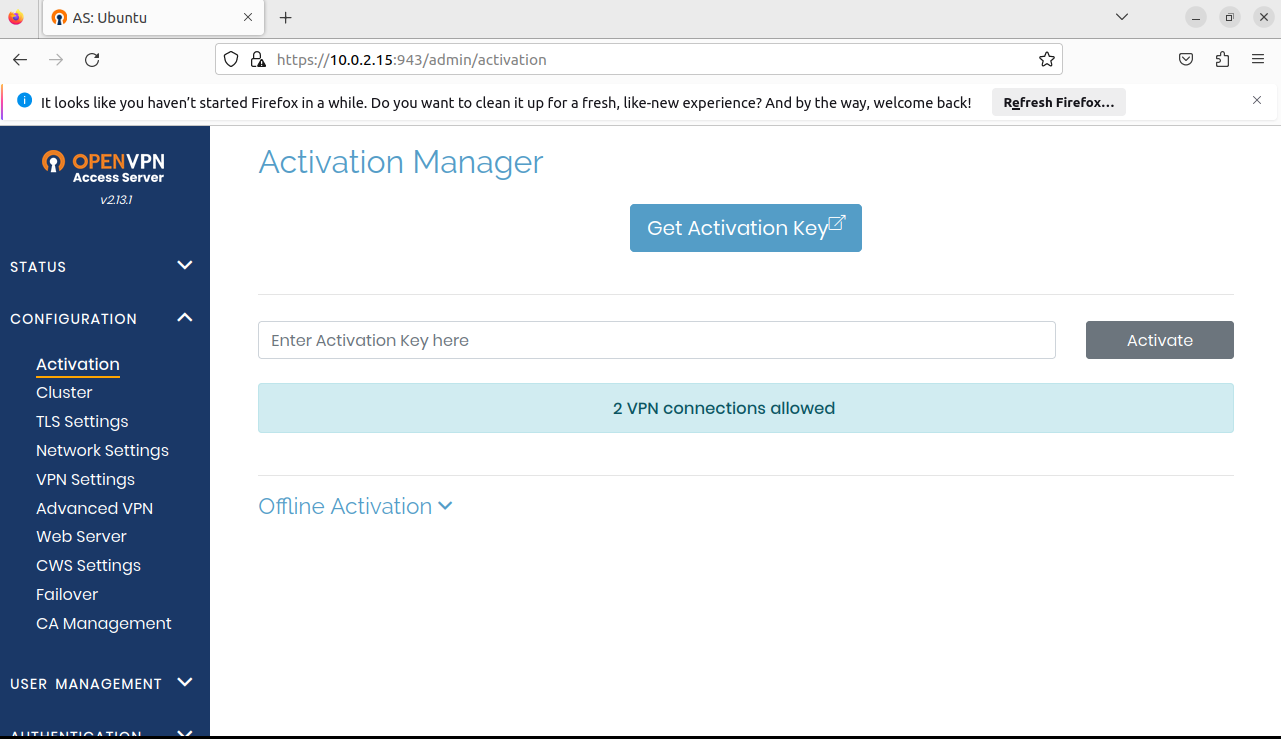 AS: Ubuntu
https://10.0.2.15:943/admin/activation
It looks like you haven't started Firefox in a while. Do you want to clean it up for a fresh, like-new experience? And by the way, welcome back!
Refresh Firefox...
OPENVPN
Access Server
v2.13.1
STATUS
CONFIGURATION
Activation
Cluster
TLS Settings
Network Settings
VPN Settings
Advanced VPN
Web Server
CWS Settings
Failover
CA Management
USER MANAGEMENT
AUTHENTICATION
Activation Manager
Get Activation Key
Enter Activation Key here
Activate
2 VPN connections allowed
Offline Activation